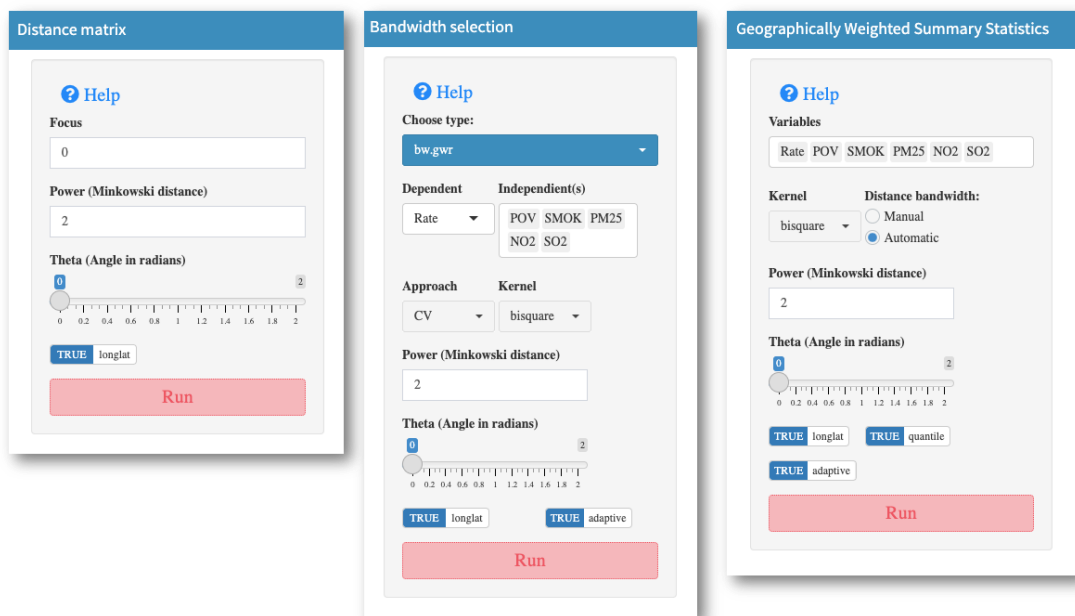 Distance matrix
Help
Focus
0
Power (Minkowski distance)
2
Theta (Angle in radians)
0 2
0 0.2 0.4 0.6 0.8 1 1.2 1.4 1.6 1.8 2
TRUE longlat
Run
Bandwidth selection
Help
Choose type:
bw.gwr
Dependent Independient(s)
Rate POV SMOK PM25
NO2 SO2
Approach Kernel
CV bisquare
Power (Minkowski distance)
2
Theta (Angle in radians)
0 2
0 0.2 0.4 0.6 0.8 1 1.2 1.4 1.6 1.8 2
TRUE longlat TRUE adaptive
Run
Geographically Weighted Summary Statistics
Help
Variables
Rate POV SMOK PM25 NO2 SO2
Kernel Distance bandwidth:
bisquare Manual
Automatic
Power (Minkowski distance)
2
Theta (Angle in radians)
0 2
0 0.2 0.4 0.6 0.8 1 1.2 1.4 1.6 1.8 2
TRUE longlat TRUE quantile
TRUE adaptive
Run